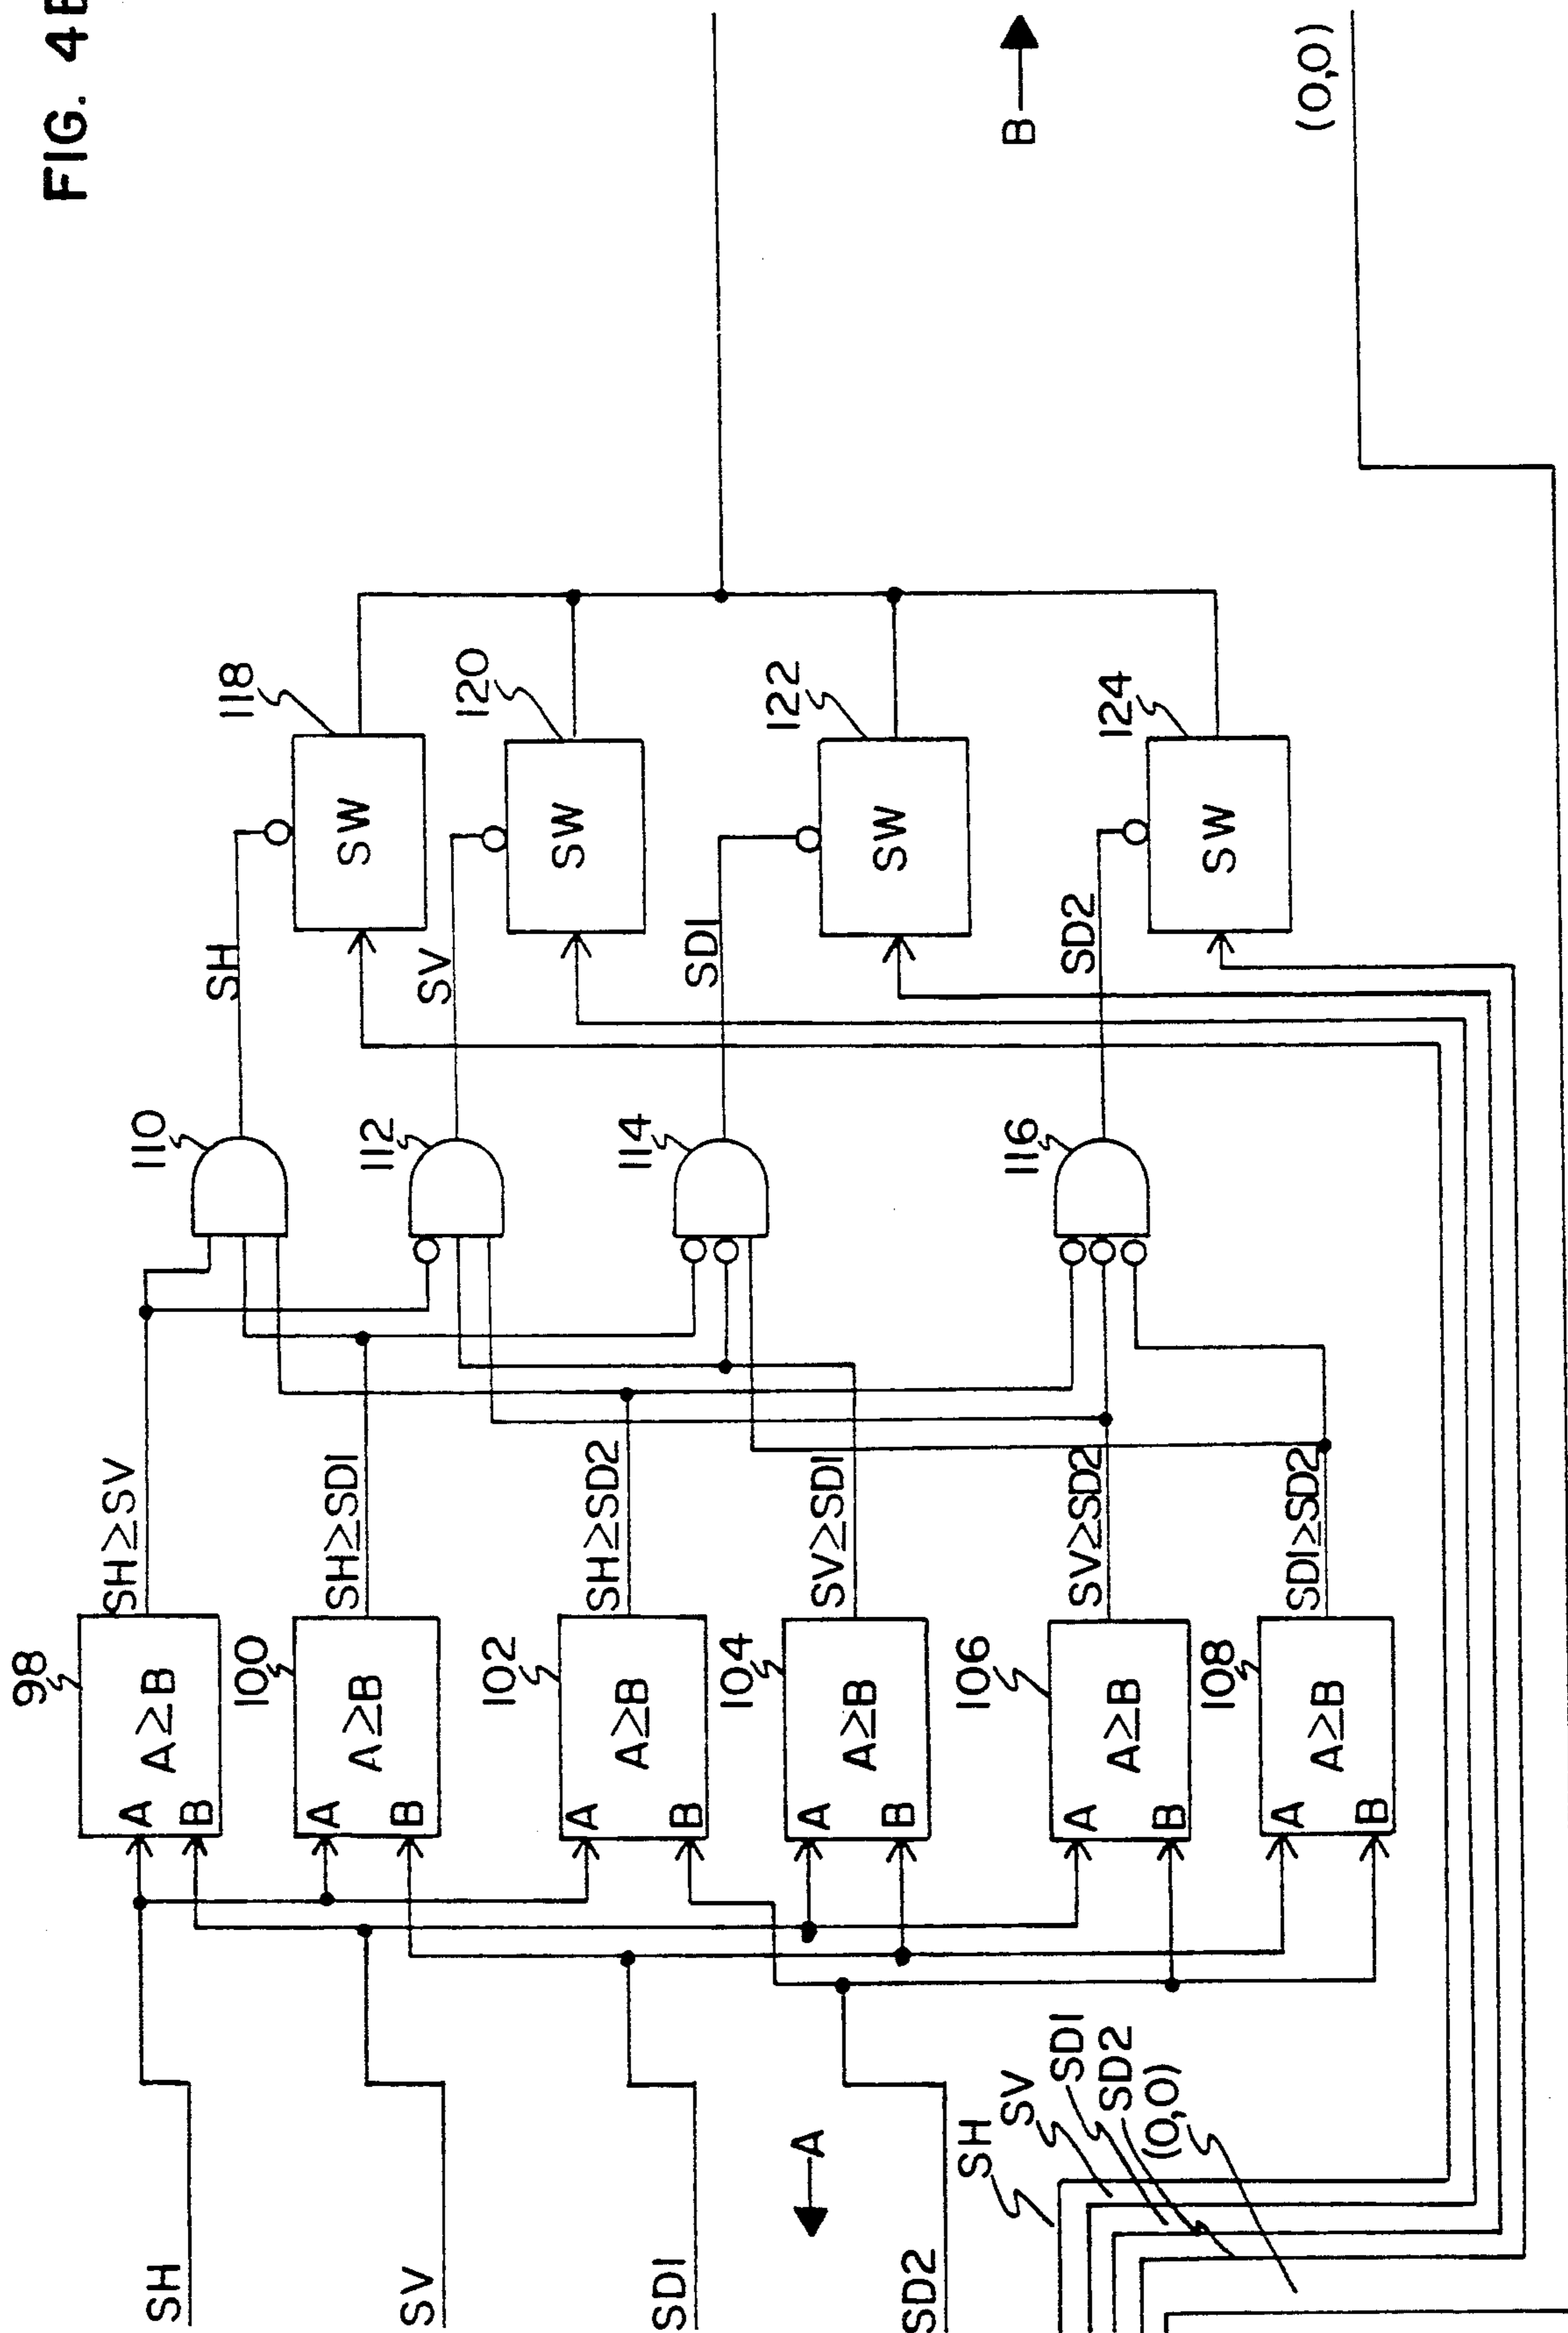 FIG. 4B
98
A≥B
A
B
SH≥SV
100
A≥B
A
B
SH≥SD1
102
A≥B
A
B
SH≥SD2
104
A≥B
A
B
SV≥SD1
106
A≥B
A
B
SV≥SD2
108
A≥B
A
B
SD1≥SD2
110
SH
112
SV
114
SD1
116
SD2
118
SW
120
SW
122
SW
124
SW
SH
SV
SD1
SD2
A
SH
SV
SD1
SD2
(0,0)
B
(0,0)